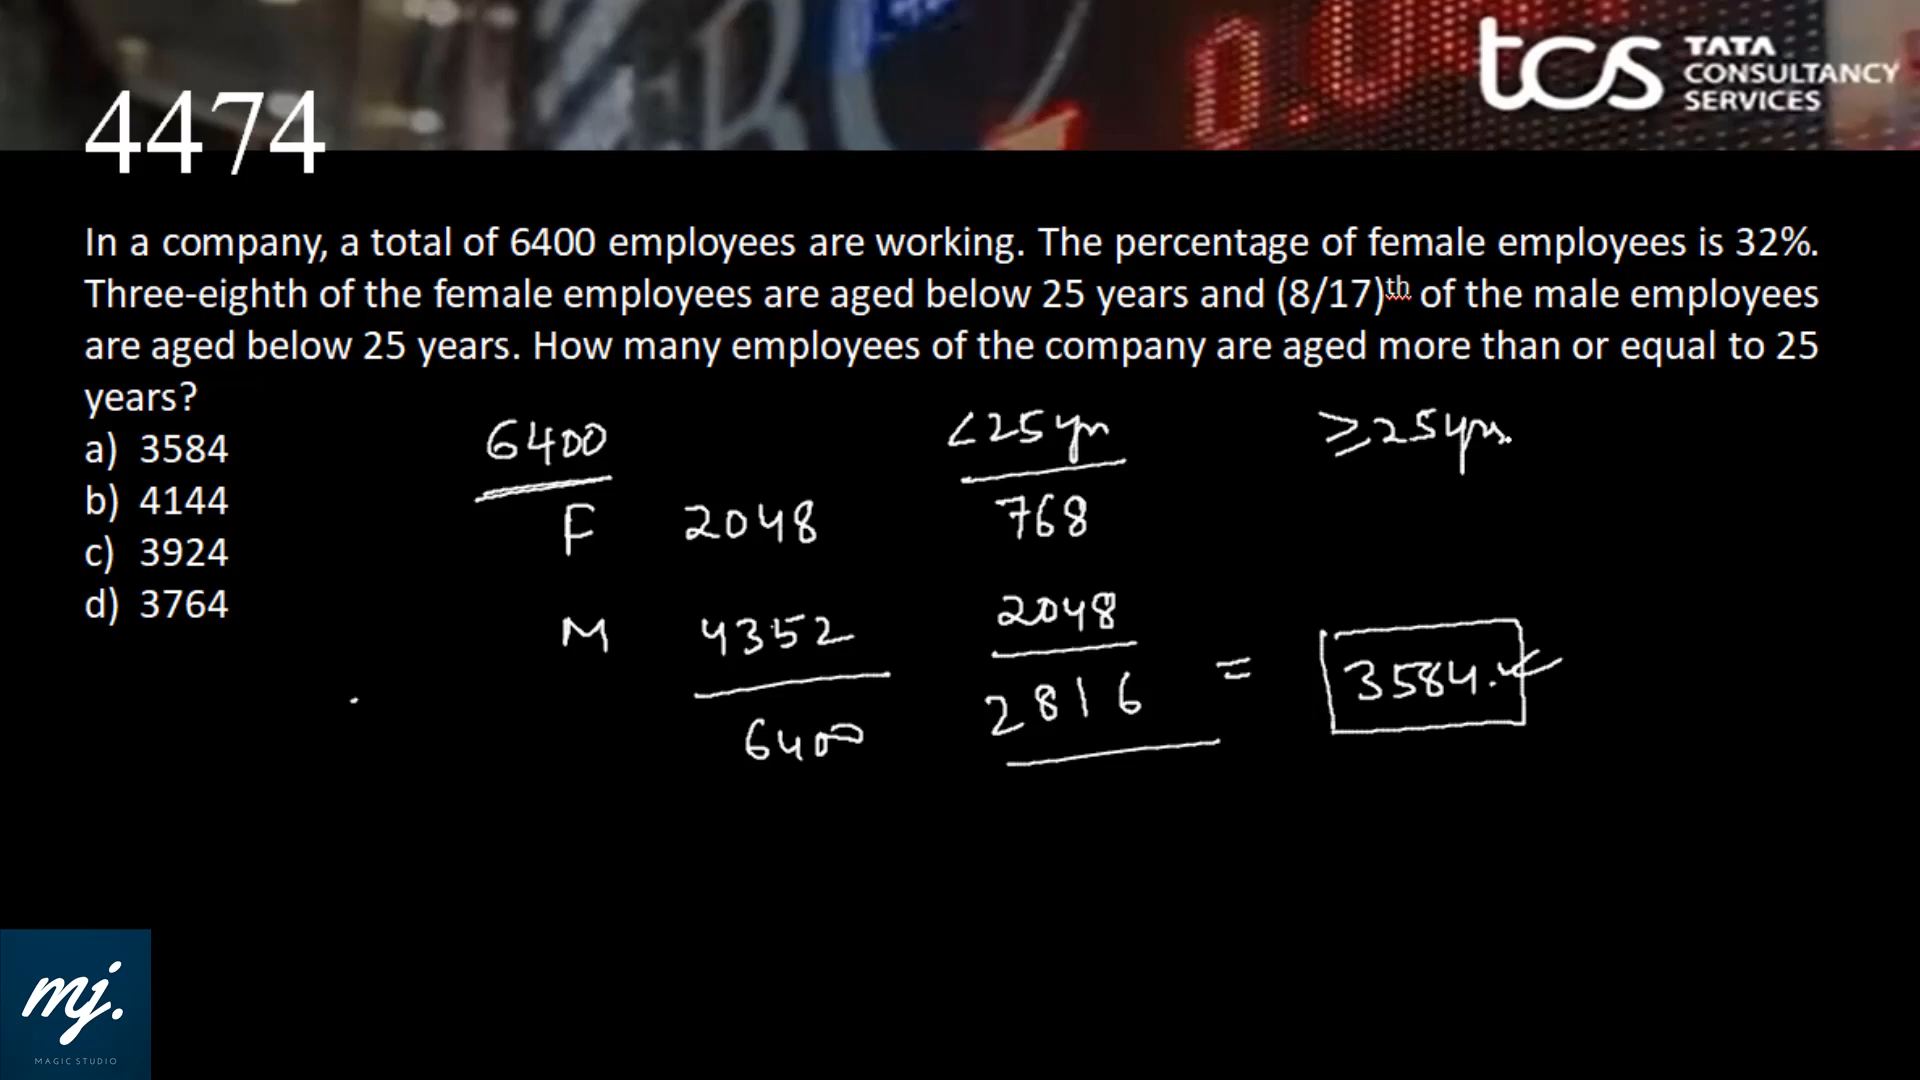 tcs TATA
CONSULTANCY
SERVICES
4474
In a company, a total of 6400 employees are working. The percentage of female employees is 32%.
Three-eighth of the female employees are aged below 25 years and (8/17)th of the male employees
are aged below 25 years. How many employees of the company are aged more than or equal to 25
years?
a) 3584
b) 4144
c) 3924
d) 3764
6400 <25yr ≥25yrs.
F 2048 768
M 4352 2048
6400 2816 = 3584.
mj.
MAGIC STUDIO